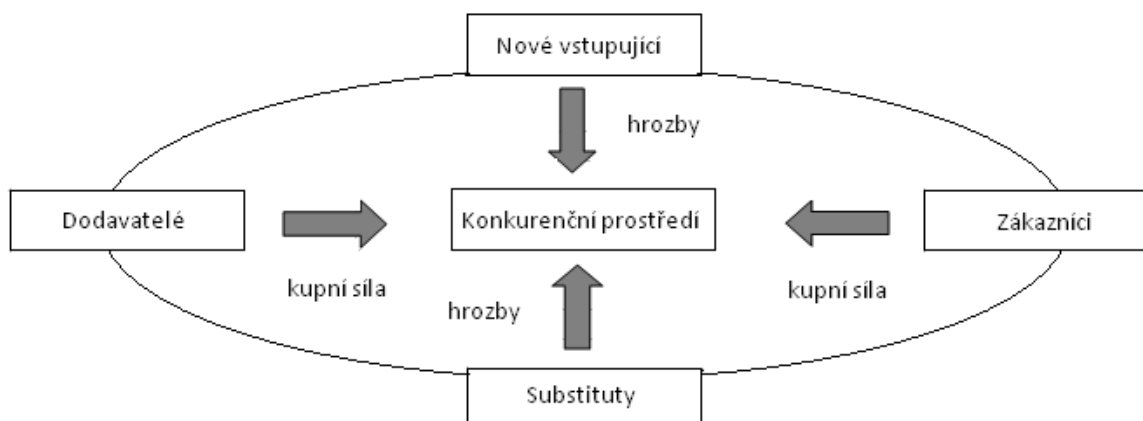 Nové vstupující
hrozby
Dodavatelé
Konkurenční prostředí
Zákazníci
kupní síla
kupní síla
hrozby
Substituty